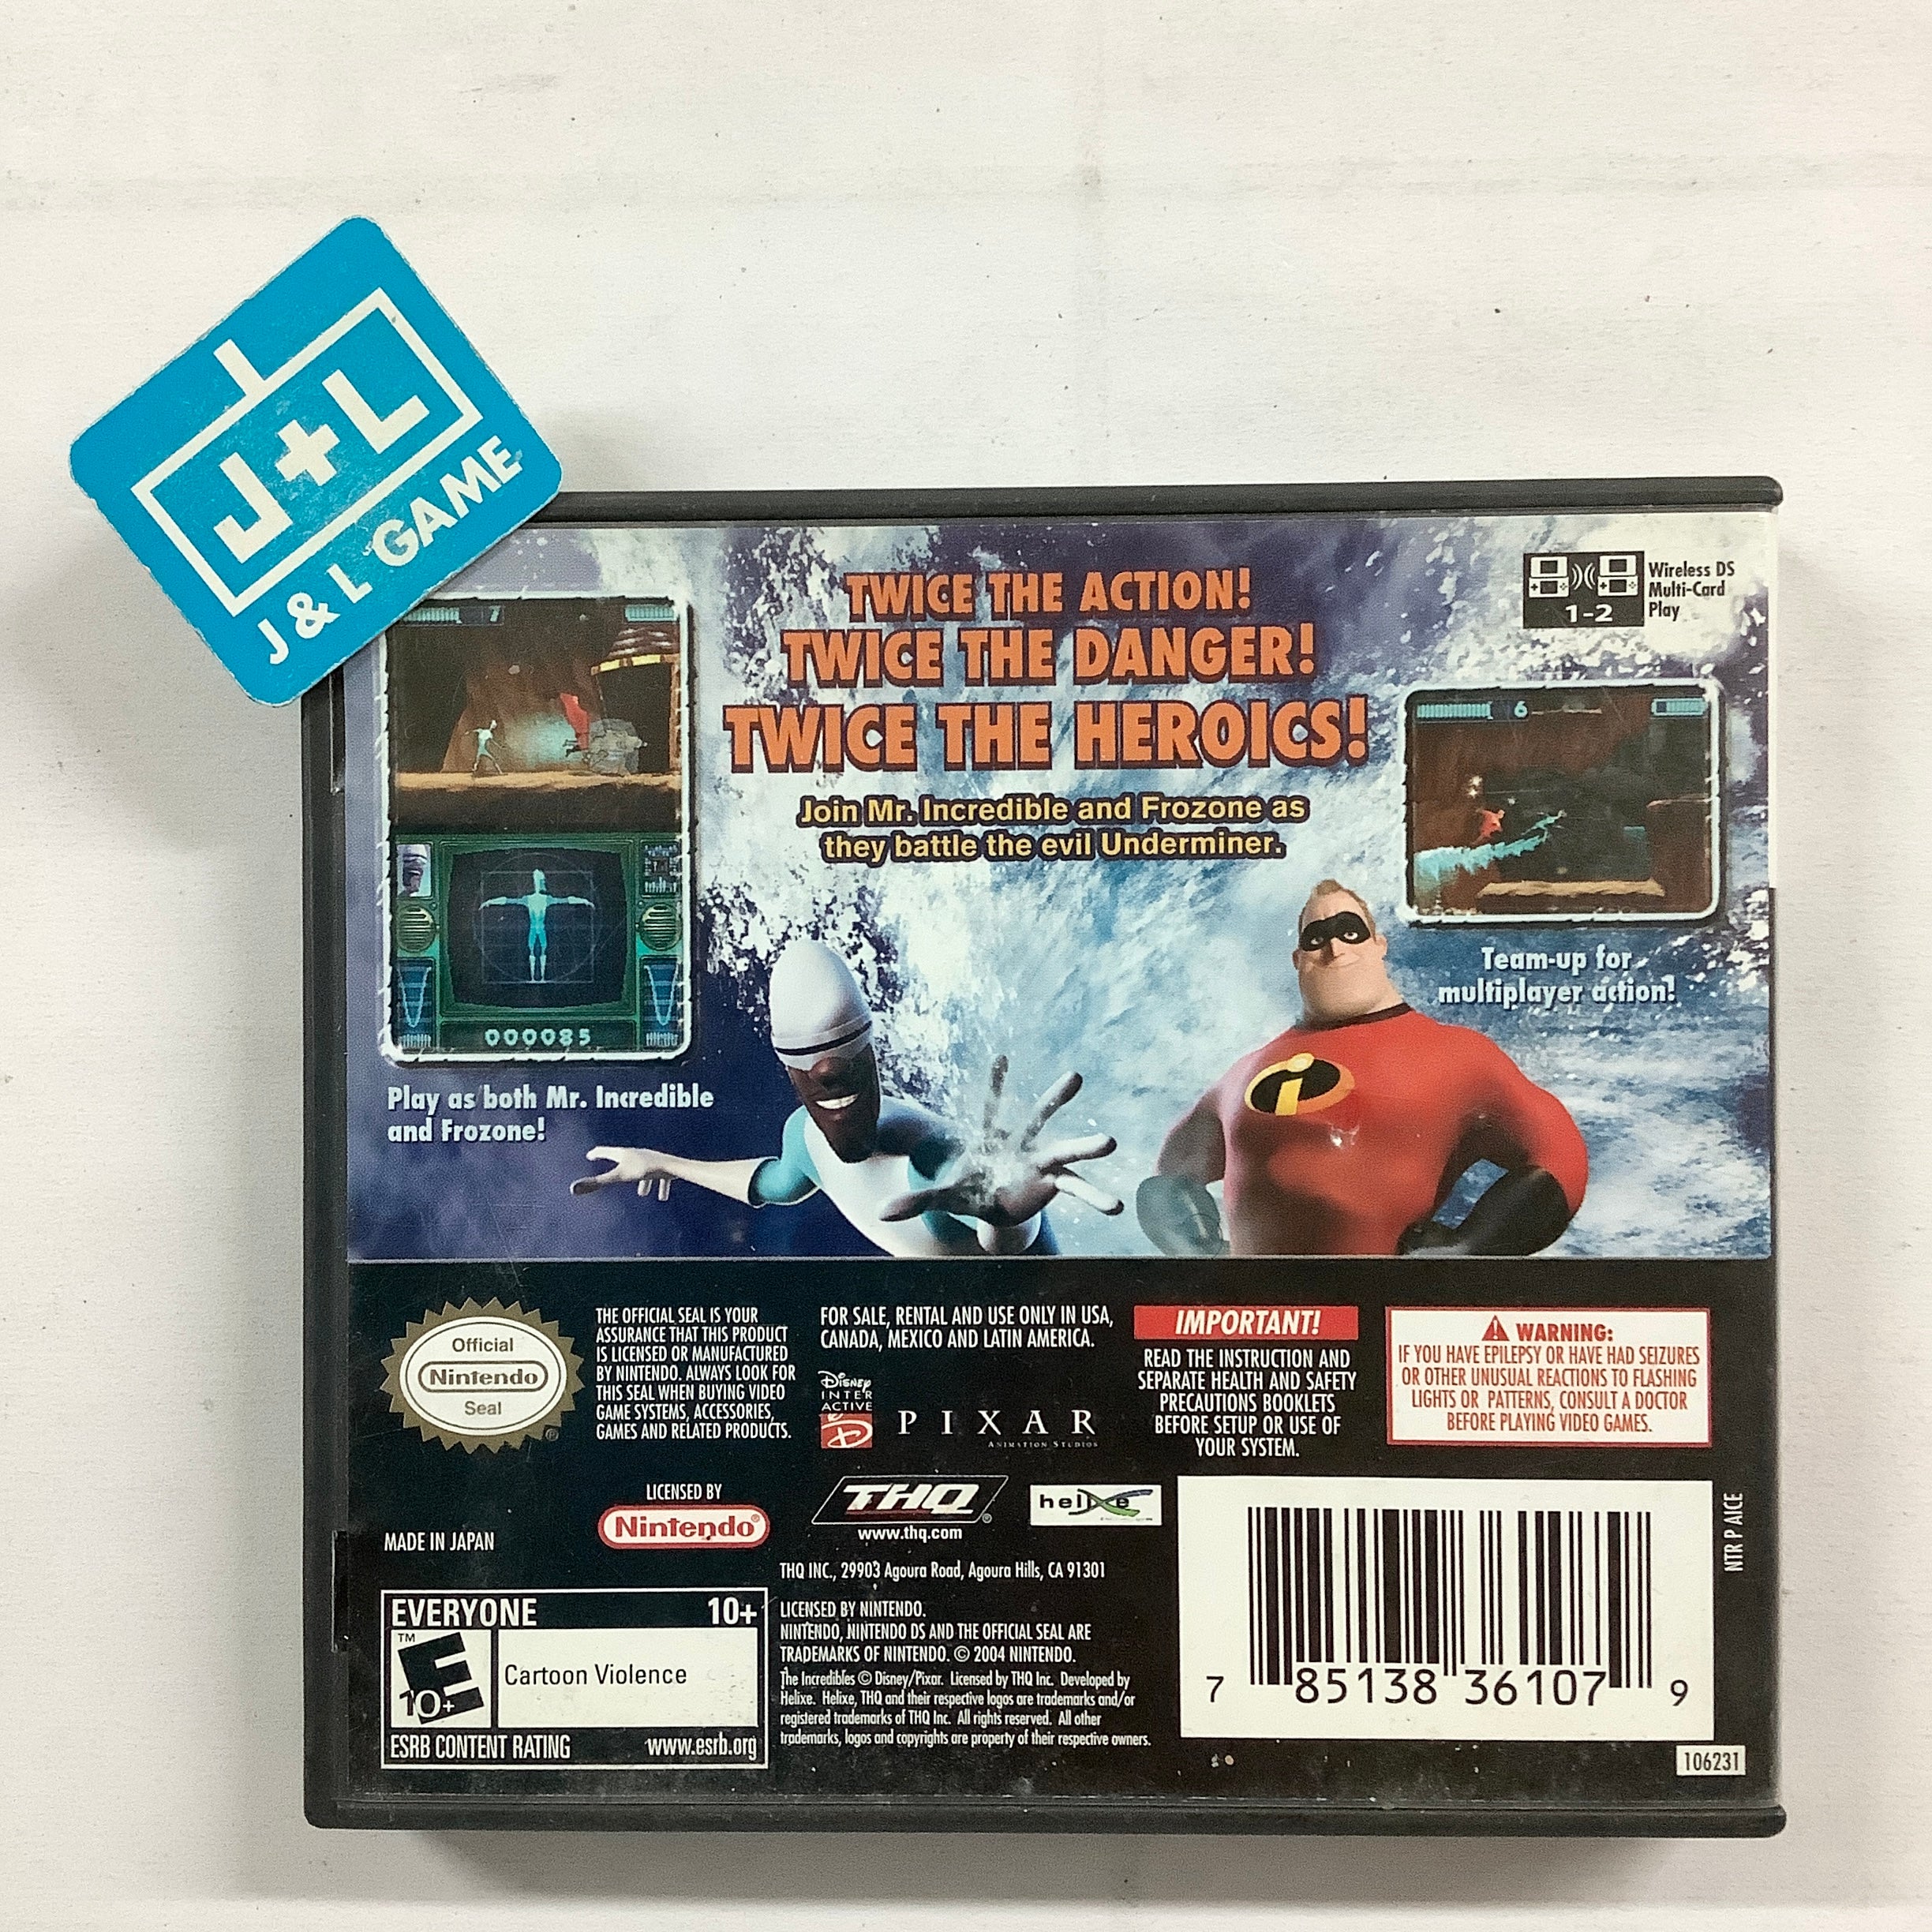 J+L
J & L GAME
TWICE THE ACTION!
TWICE THE DANGER!
TWICE THE HEROICS!
Join Mr. Incredible and Frozone as
they battle the evil Underminer.
1-2
Wireless DS
Multi-Card
Play
7
000085
Play as both Mr. Incredible
and Frozone!
6
Team-up for
multiplayer action!
i
Official
Nintendo
Seal
®
THE OFFICIAL SEAL IS YOUR
ASSURANCE THAT THIS PRODUCT
IS LICENSED OR MANUFACTURED
BY NINTENDO. ALWAYS LOOK FOR
THIS SEAL WHEN BUYING VIDEO
GAME SYSTEMS, ACCESSORIES,
GAMES AND RELATED PRODUCTS.
FOR SALE, RENTAL AND USE ONLY IN USA,
CANADA, MEXICO AND LATIN AMERICA.
DISNEY
INTER
ACTIVE
PIXAR
ANIMATION STUDIOS
IMPORTANT!
READ THE INSTRUCTION AND
SEPARATE HEALTH AND SAFETY
PRECAUTIONS BOOKLETS
BEFORE SETUP OR USE OF
YOUR SYSTEM.
WARNING:
IF YOU HAVE EPILEPSY OR HAVE HAD SEIZURES
OR OTHER UNUSUAL REACTIONS TO FLASHING
LIGHTS OR PATTERNS, CONSULT A DOCTOR
BEFORE PLAYING VIDEO GAMES.
MADE IN JAPAN
LICENSED BY
Nintendo®
THQ®
www.thq.com
helixe
THQ INC., 29903 Agoura Road, Agoura Hills, CA 91301
LICENSED BY NINTENDO.
NINTENDO, NINTENDO DS AND THE OFFICIAL SEAL ARE
TRADEMARKS OF NINTENDO. © 2004 NINTENDO.
The Incredibles © Disney/Pixar. Licensed by THQ Inc. Developed by
Helixe. Helixe, THQ and their respective logos are trademarks and/or
registered trademarks of THQ Inc. All rights reserved. All other
trademarks, logos and copyrights are property of their respective owners.
EVERYONE 10+
™
E
10+
Cartoon Violence
ESRB CONTENT RATING www.esrb.org
7 85138 36107 9
NTR P AICE
106231